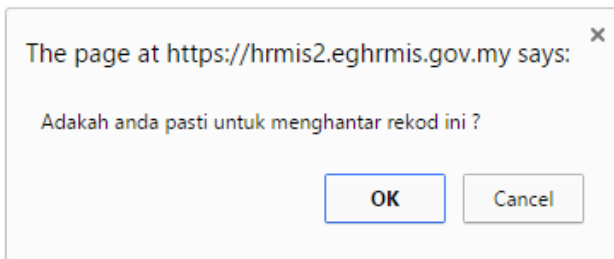 The page at https://hrmis2.eghrmis.gov.my says:
Adakah anda pasti untuk menghantar rekod ini ?
OK Cancel